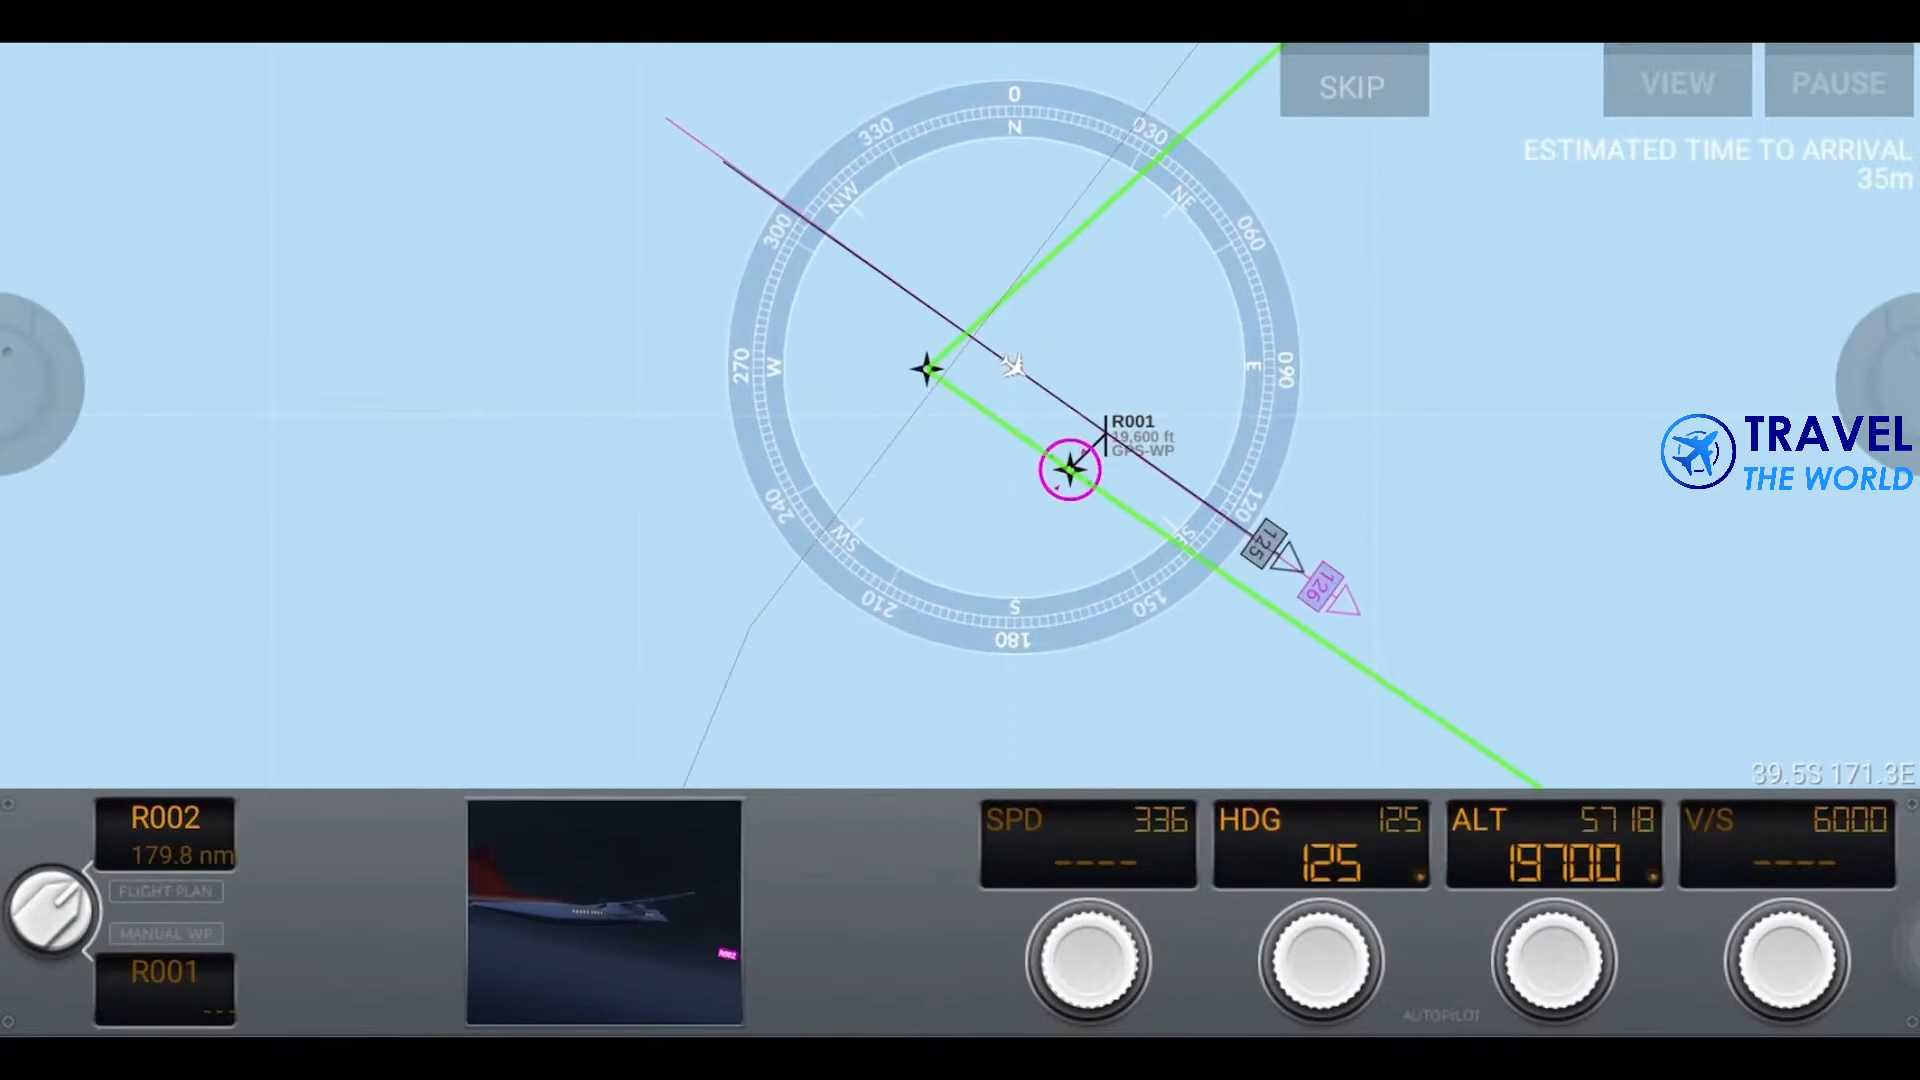 SKIP
VIEW
PAUSE
ESTIMATED TIME TO ARRIVAL
35m
0
N
030
NE
060
090
E
120
SE
150
180
S
210
SW
240
270
W
300
NW
330
R001
19,600 ft
GPS-WP
125
126
TRAVEL
THE WORLD
39.5S 171.3E
R002
179.8 nm
FLIGHT PLAN
MANUAL WP
R001
---
R002
SPD 336
----
HDG 125
125
ALT 5718
19700
V/S 6000
----
AUTOPILOT